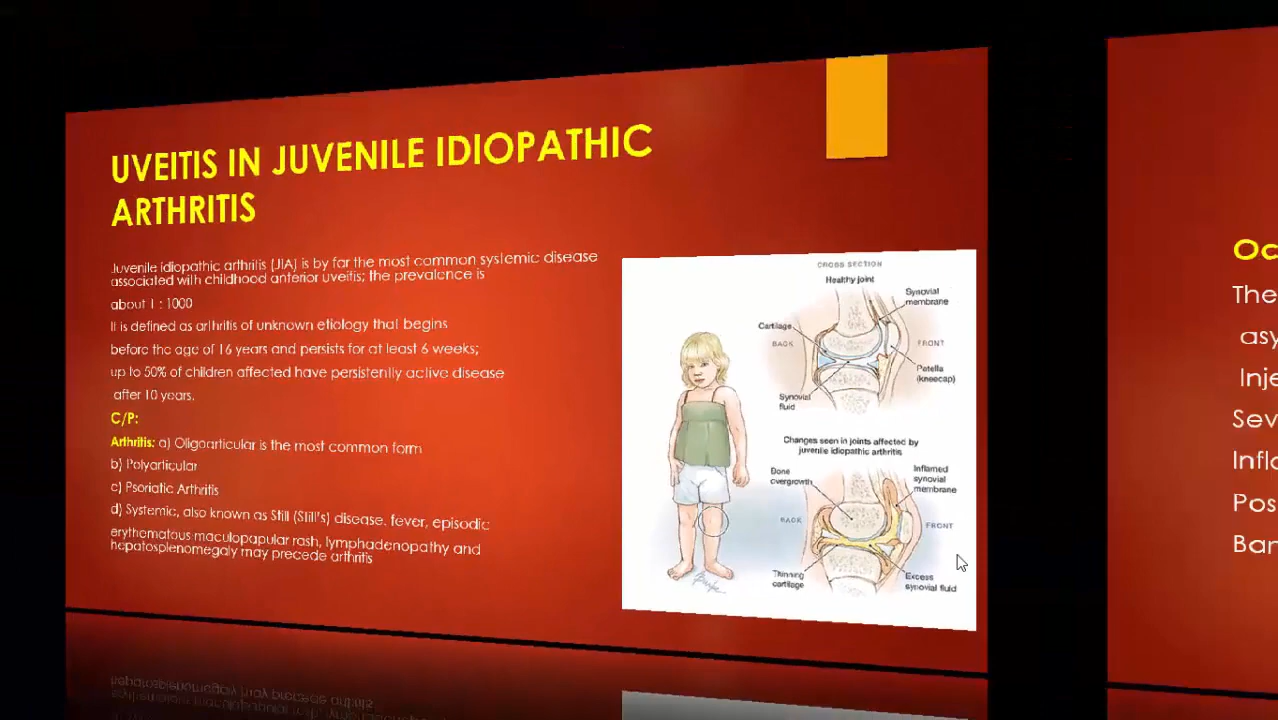 UVEITIS IN JUVENILE IDIOPATHIC
ARTHRITIS
Juvenile idiopathic arthritis (JIA) is by far the most common systemic disease
associated with childhood anterior uveitis; the prevalence is
about 1 : 1000
It is defined as arthritis of unknown etiology that begins
before the age of 16 years and persists for at least 6 weeks;
up to 50% of children affected have persistently active disease
after 10 years.
C/P:
Arthritis: a) Oligoarticular is the most common form
b) Polyarticular
c) Psoriatic Arthritis
d) Systemic, also known as Still (Still's) disease. fever, episodic
erythematous maculopapular rash, lymphadenopathy and
hepatosplenomegaly may precede arthritis
CROSS SECTION
Healthy joint
Synovial
membrane
Cartilage
BACK
FRONT
Patella
(kneecap)
Synovial
fluid
Changes seen in joints affected by
juvenile idiopathic arthritis
Bone
overgrowth
Inflamed
synovial
membrane
BACK
FRONT
Thinning
cartilage
Excess
synovial fluid
Oc
The
asy
Inje
Sev
Infl
Pos
Ban